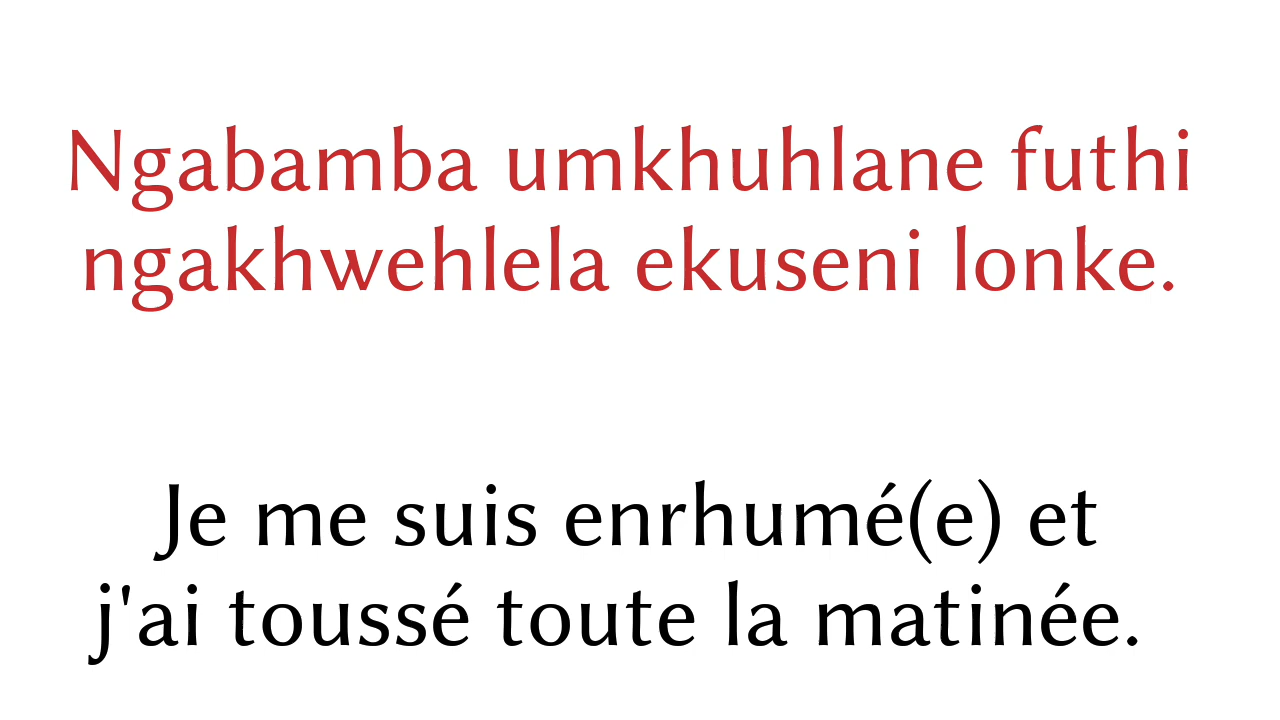 Ngabamba umkhuhlane futhi
ngakhwehlela ekuseni lonke.
Je me suis enrhumé(e) et
j'ai toussé toute la matinée.